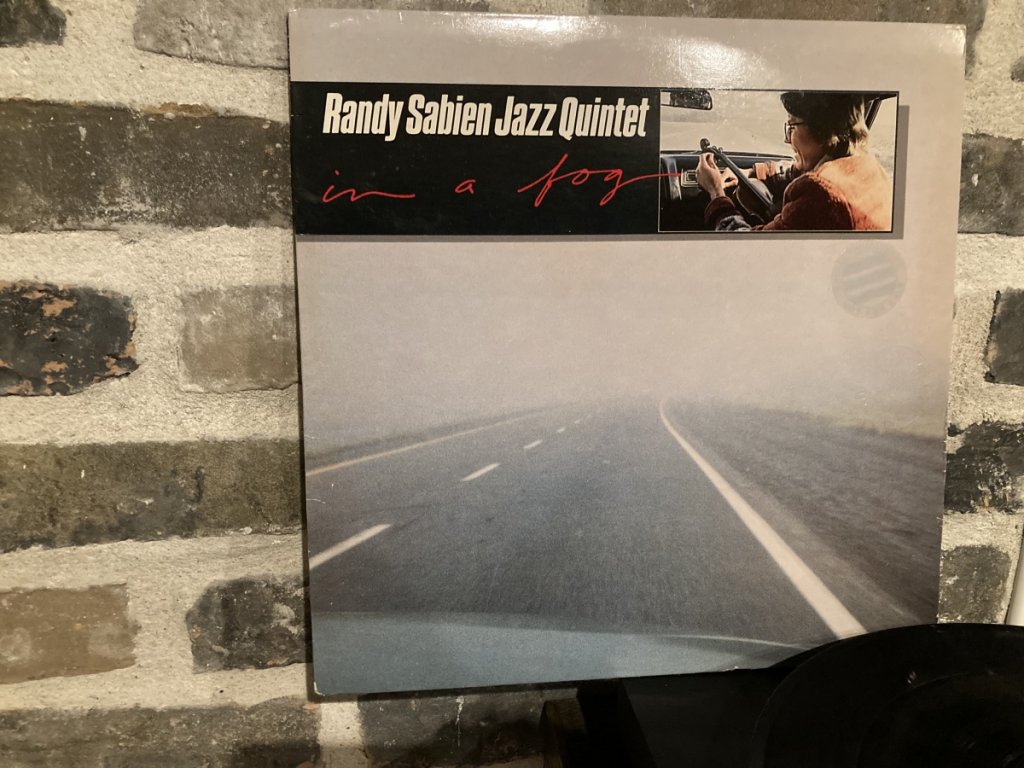 Randy Sabien Jazz Quintet
in a fog